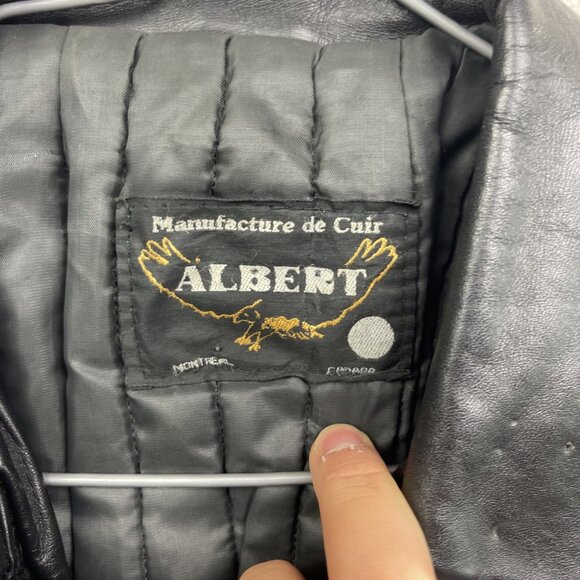 Manufacture de Cuir
ALBERT
MONTREAL
CANADA